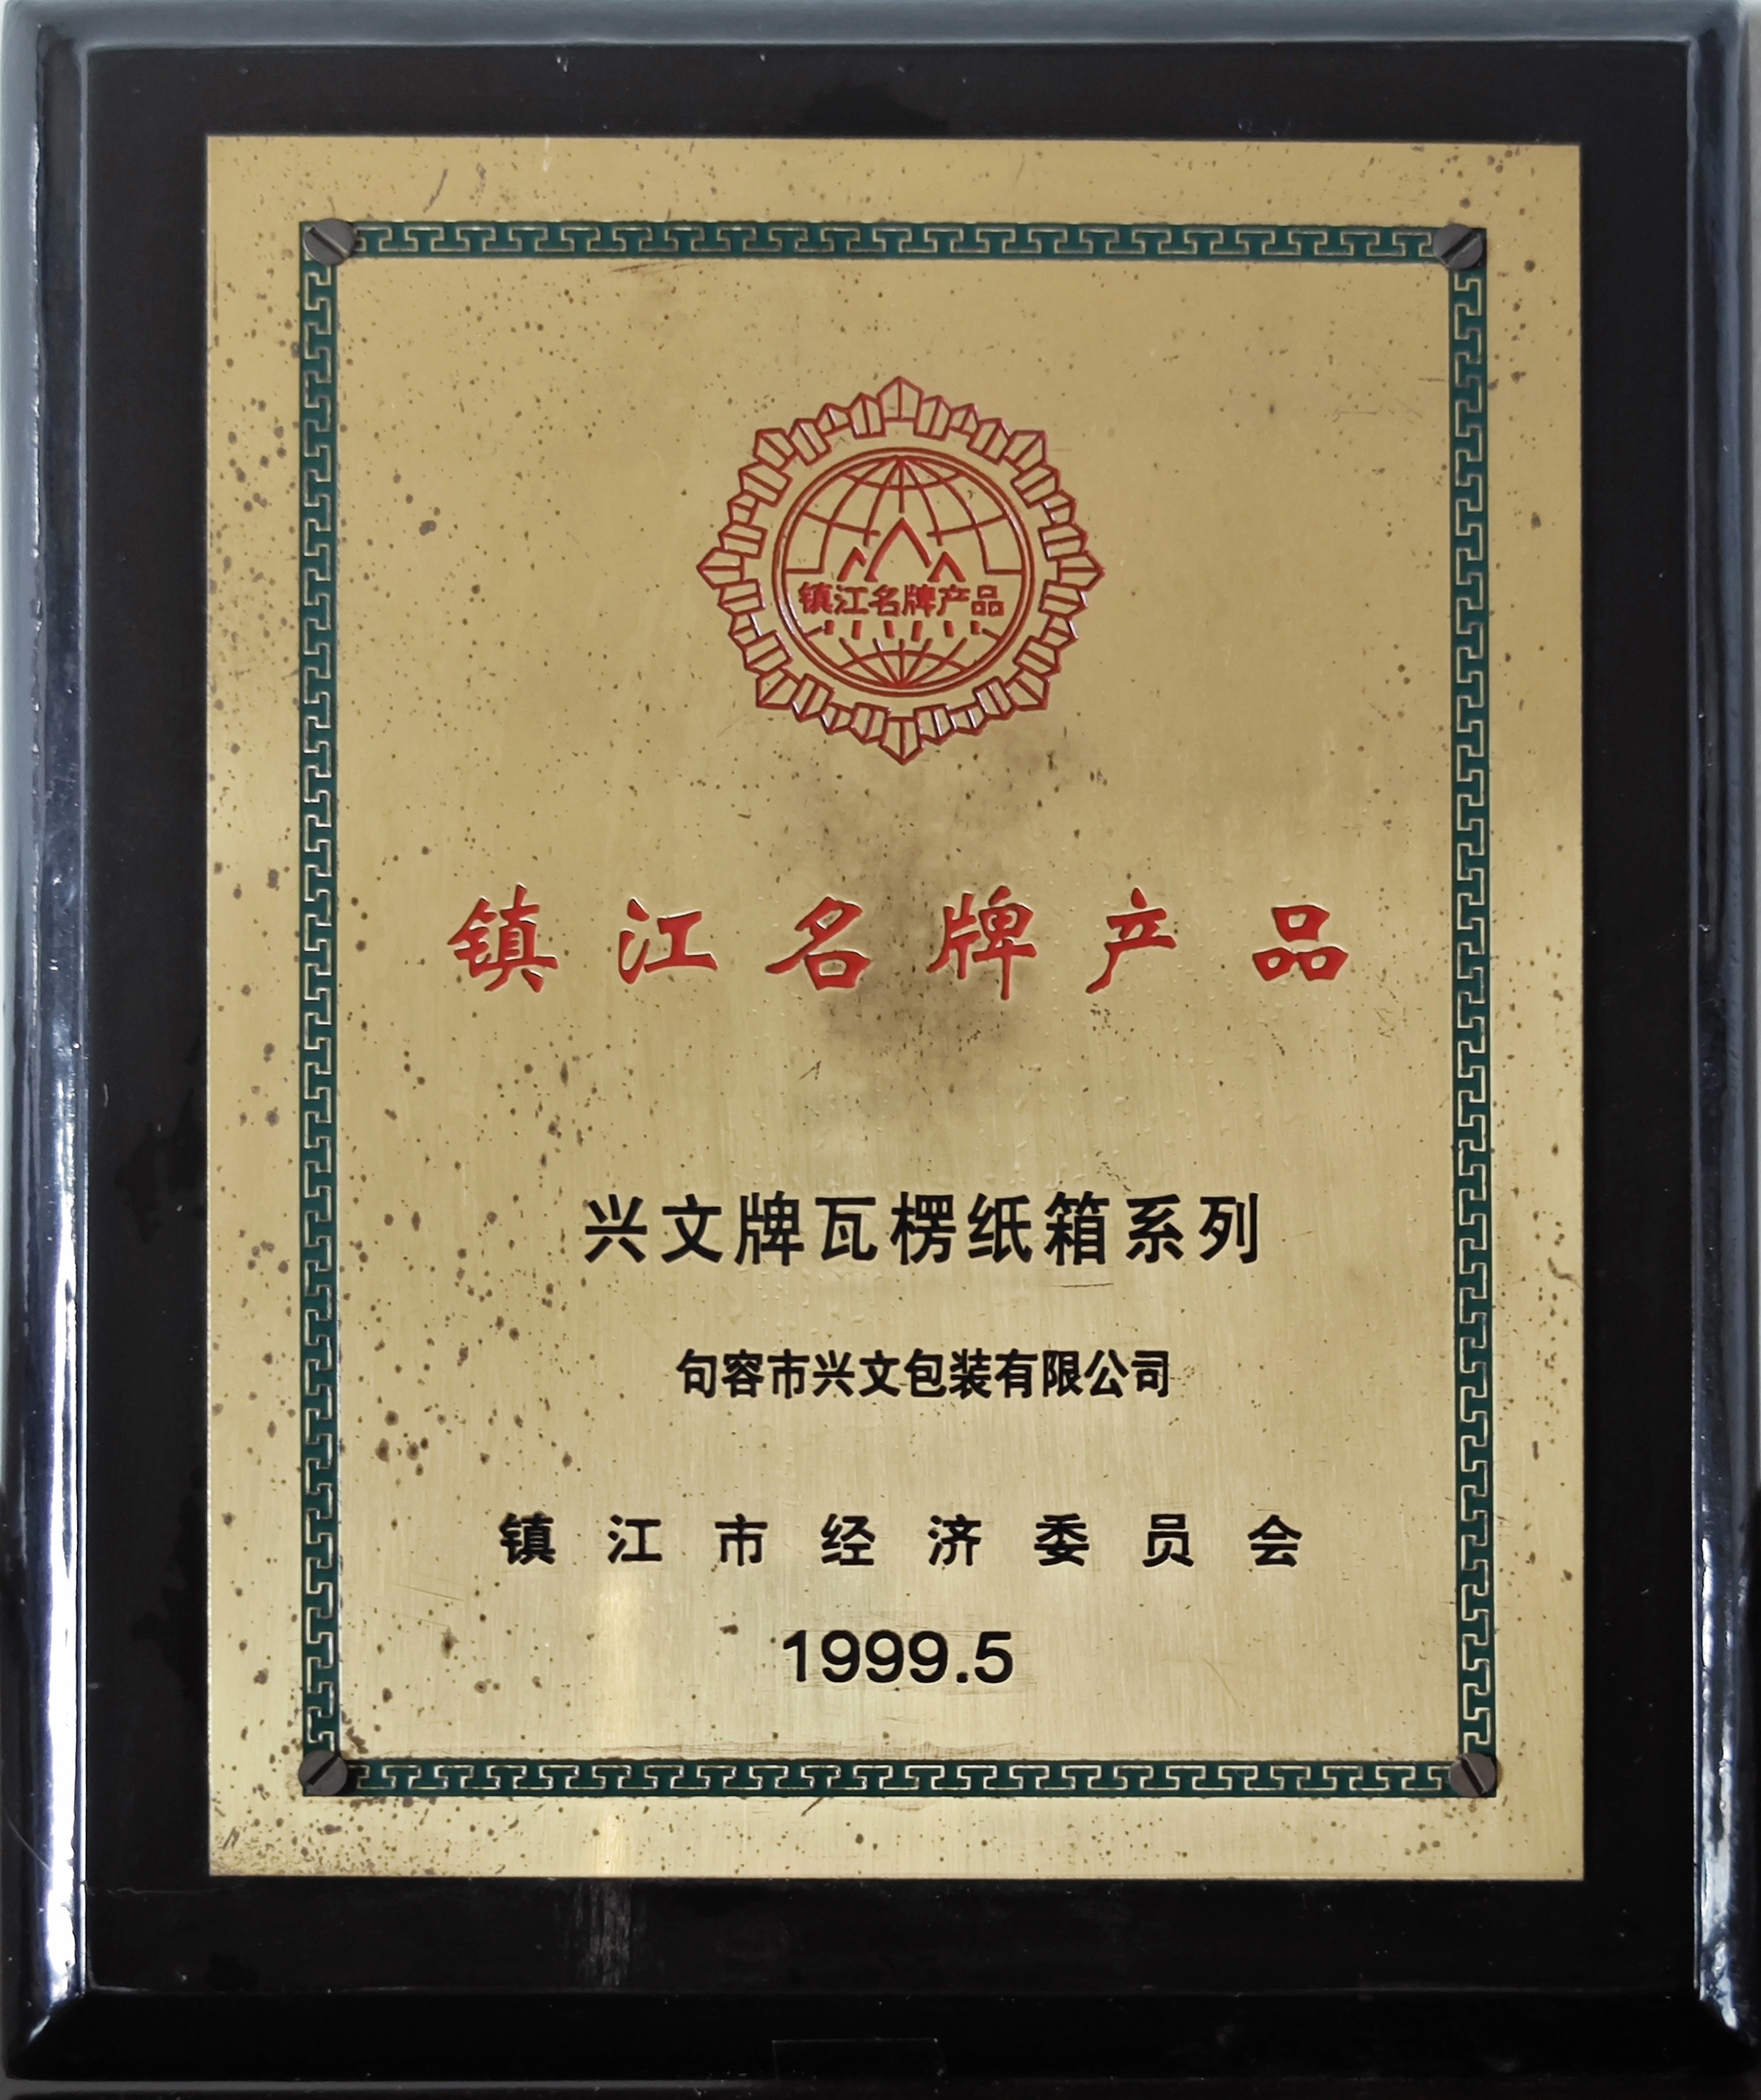 镇江名牌产品
镇江名牌产品
兴文牌瓦楞纸箱系列
句容市兴文包装有限公司
镇江市经济委员会
1999.5